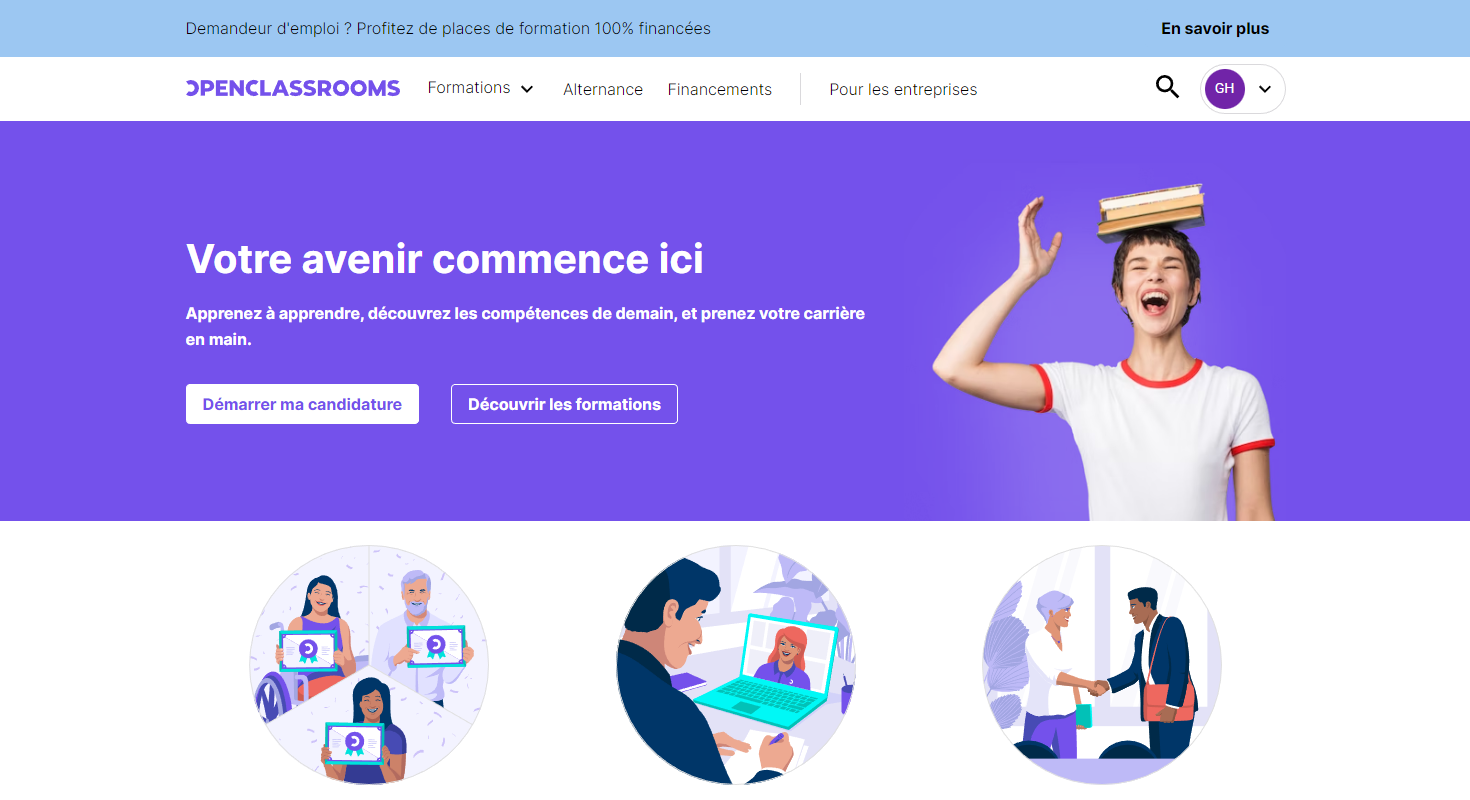 Demandeur d'emploi ? Profitez de places de formation 100% financées
En savoir plus
OPENCLASSROOMS
Formations
Alternance
Financements
Pour les entreprises
GH
Votre avenir commence ici
Apprenez à apprendre, découvrez les compétences de demain, et prenez votre carrière
en main.
Démarrer ma candidature
Découvrir les formations